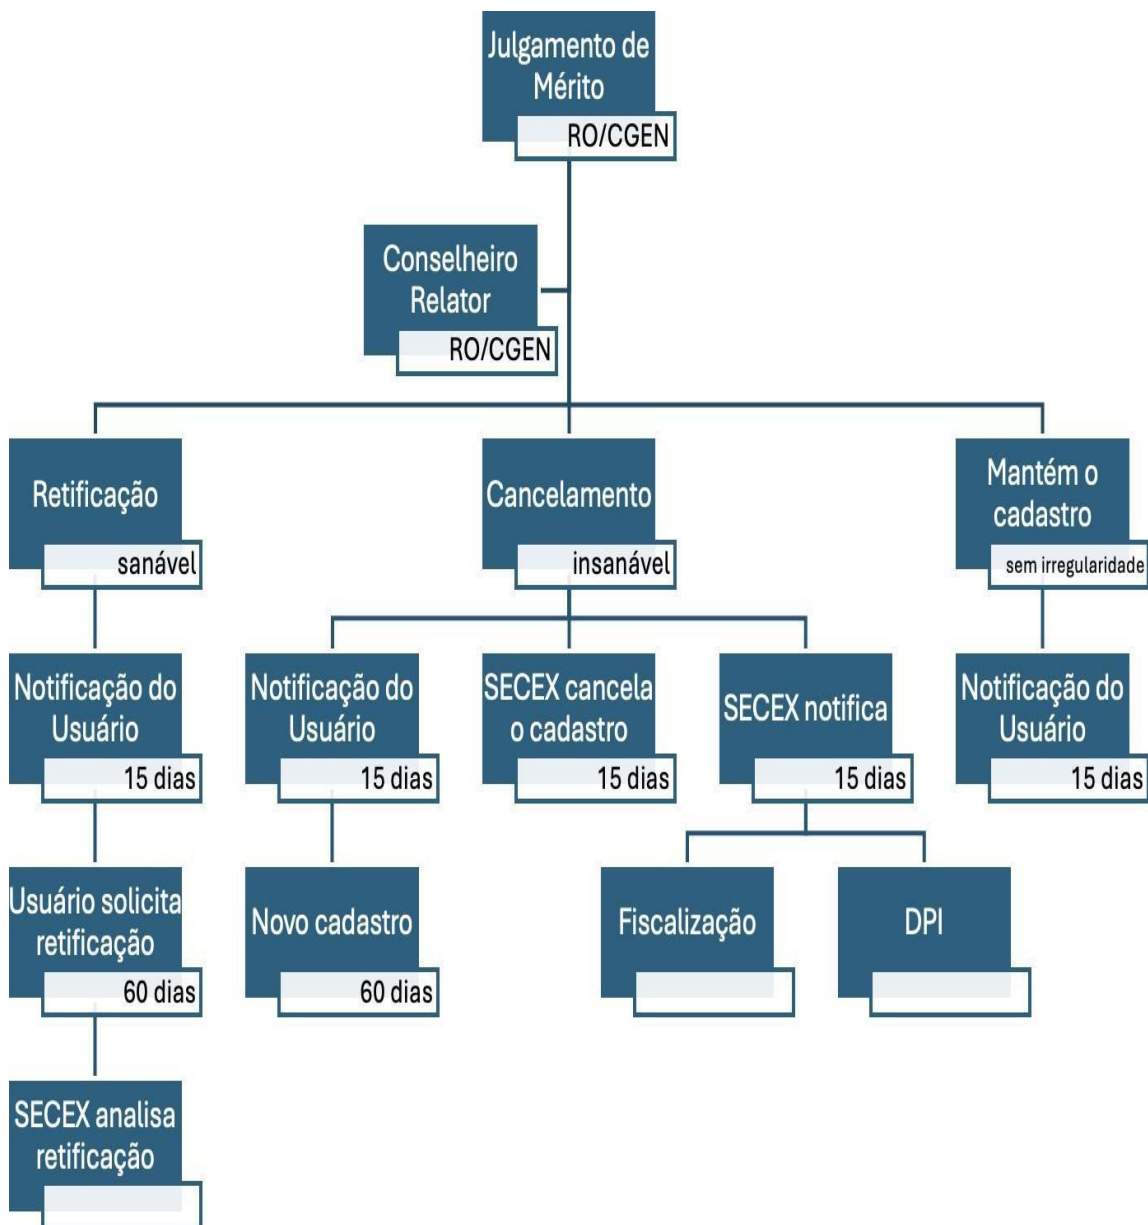 Julgamento de
Mérito
RO/CGEN
Conselheiro
Relator
RO/CGEN
Retificação
sanável
Cancelamento
insanável
Mantém o
cadastro
sem irregularidade
Notificação do
Usuário
15 dias
Notificação do
Usuário
15 dias
SECEX cancela
o cadastro
15 dias
SECEX notifica
15 dias
Notificação do
Usuário
15 dias
Usuário solicita
retificação
60 dias
Novo cadastro
60 dias
Fiscalização
DPI
SECEX analisa
retificação